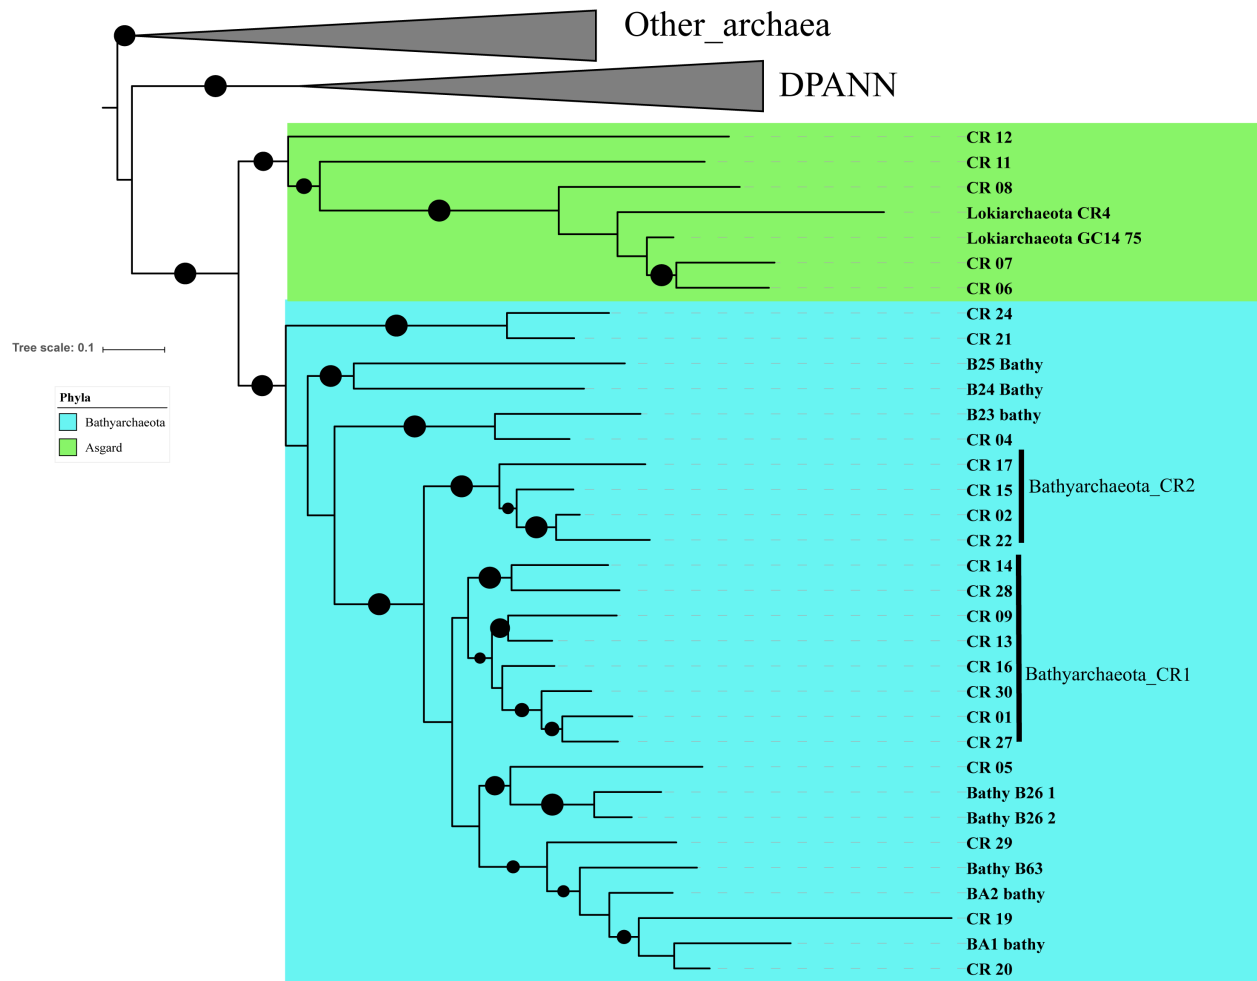 Other_archaea
DPANN
CR 12
CR 11
CR 08
Lokiarchaeota CR4
Lokiarchaeota GC14 75
CR 07
CR 06
CR 24
CR 21
Tree scale: 0.1
B25 Bathy
B24 Bathy
Phyla
Bathyarchaeota
Asgard
B23 bathy
CR 04
CR 17
CR 15
Bathyarchaeota_CR2
CR 02
CR 22
CR 14
CR 28
CR 09
CR 13
CR 16
Bathyarchaeota_CR1
CR 30
CR 01
CR 27
CR 05
Bathy B26 1
Bathy B26 2
CR 29
Bathy B63
BA2 bathy
CR 19
BA1 bathy
CR 20